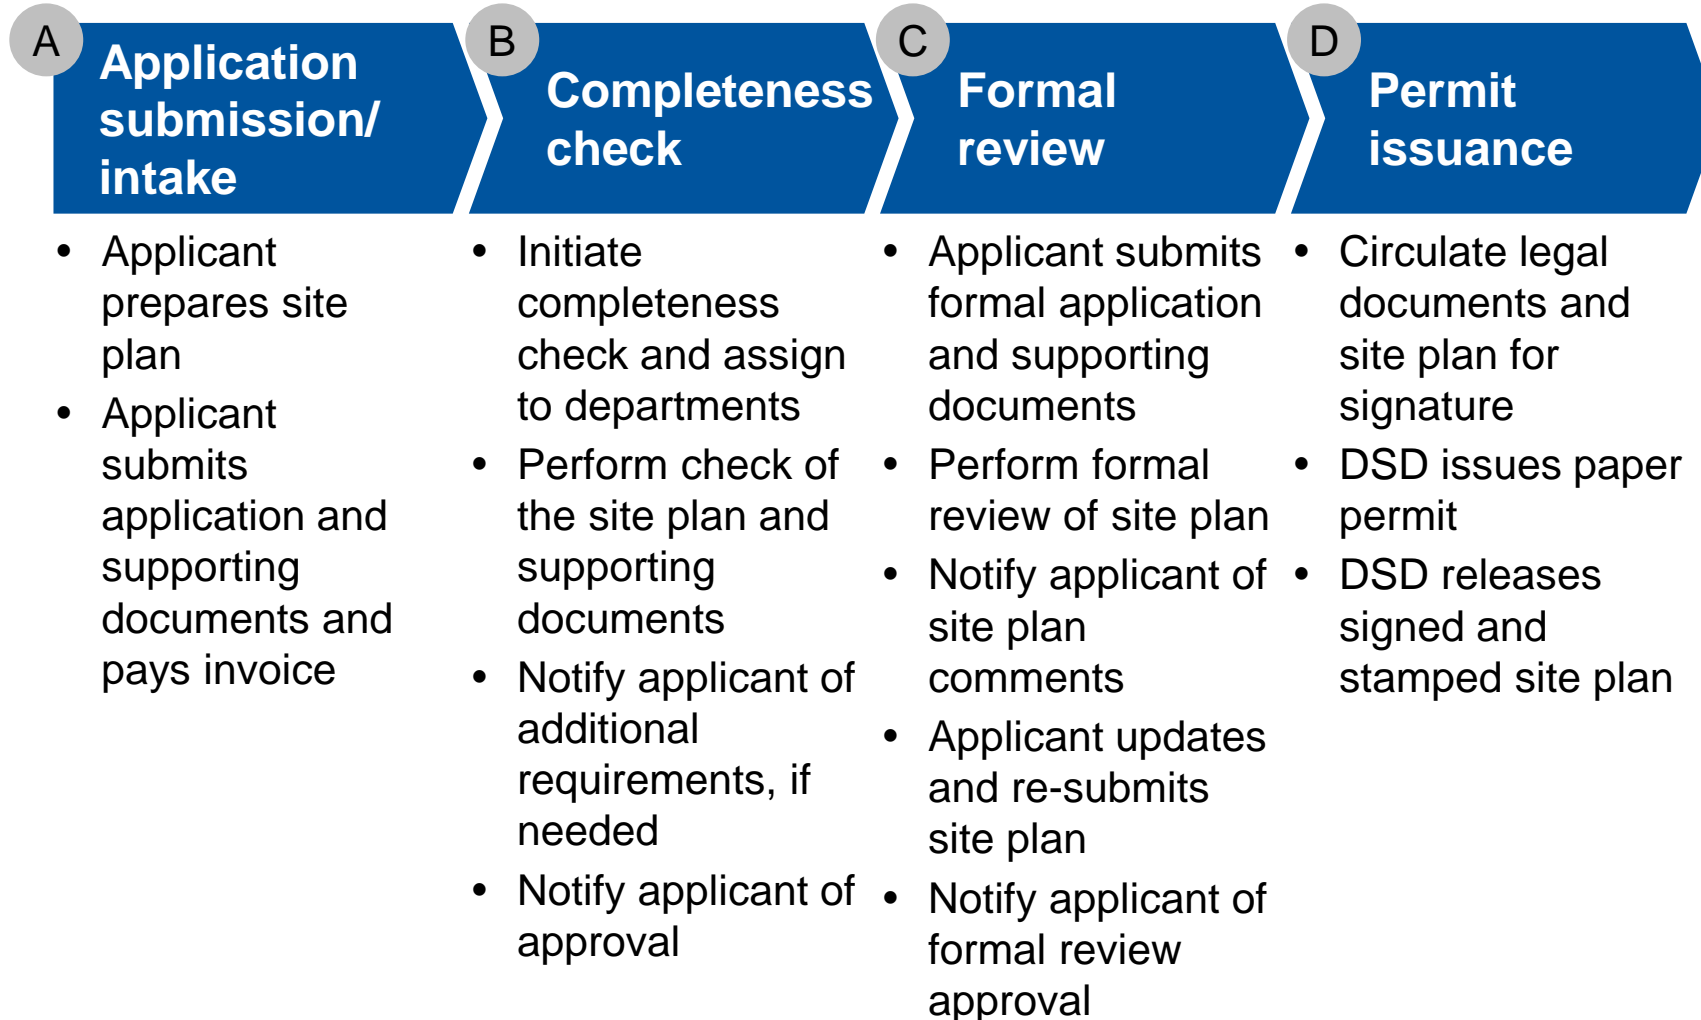 A
Application
submission/
intake
• Applicant
prepares site
plan
• Applicant
submits
application and
supporting
documents and
pays invoice
B
Completeness
check
• Initiate
completeness
check and assign
to departments
• Perform check of
the site plan and
supporting
documents
• Notify applicant of
additional
requirements, if
needed
• Notify applicant of
approval
C
Formal
review
• Applicant submits
formal application
and supporting
documents
• Perform formal
review of site plan
• Notify applicant of
site plan
comments
• Applicant updates
and re-submits
site plan
• Notify applicant of
formal review
approval
D
Permit
issuance
• Circulate legal
documents and
site plan for
signature
• DSD issues paper
permit
• DSD releases
signed and
stamped site plan